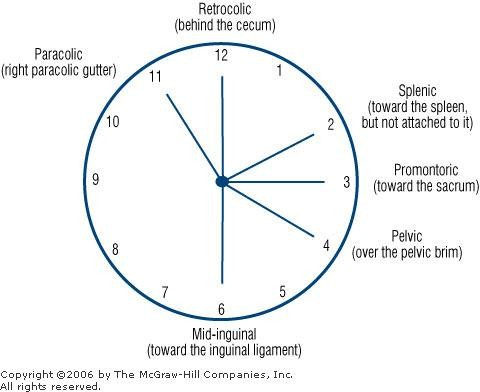 Retrocolic
(behind the cecum)
Paracolic
(right paracolic gutter)
12
11
1
Splenic
(toward the spleen,
but not attached to it)
10
2
Promontoric
(toward the sacrum)
9
3
Pelvic
(over the pelvic brim)
8
4
7
5
6
Mid-inguinal
(toward the inguinal ligament)
Copyright ©2006 by The McGraw-Hill Companies, Inc.
All rights reserved.